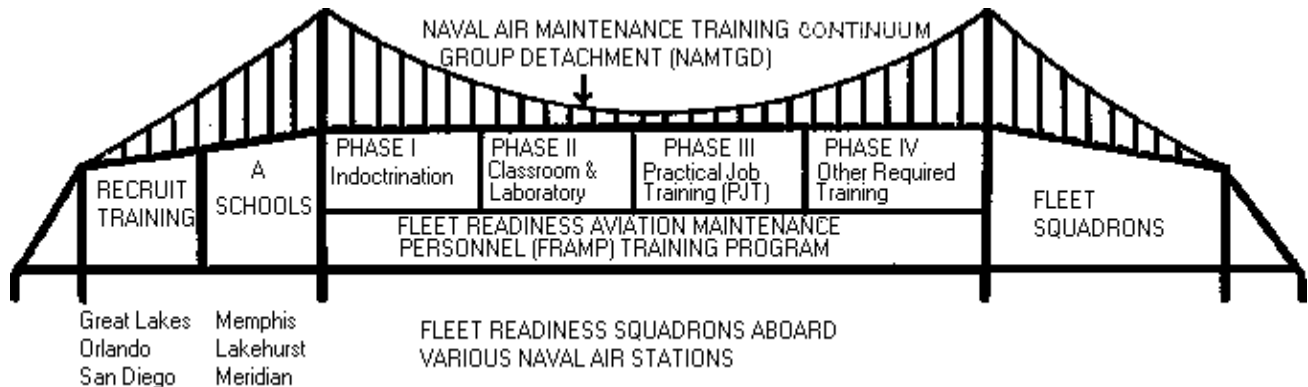 NAVAL AIR MAINTENANCE TRAINING CONTINUUM
GROUP DETACHMENT (NAMTGD)
RECRUIT
TRAINING
A
SCHOOLS
PHASE I
Indoctrination
PHASE II
Classroom &
Laboratory
PHASE III
Practical Job
Training (PJT)
PHASE IV
Other Required
Training
FLEET READINESS AVIATION MAINTENANCE
PERSONNEL (FRAMP) TRAINING PROGRAM
FLEET
SQUADRONS
Great Lakes
Orlando
San Diego
Memphis
Lakehurst
Meridian
FLEET READINESS SQUADRONS ABOARD
VARIOUS NAVAL AIR STATIONS